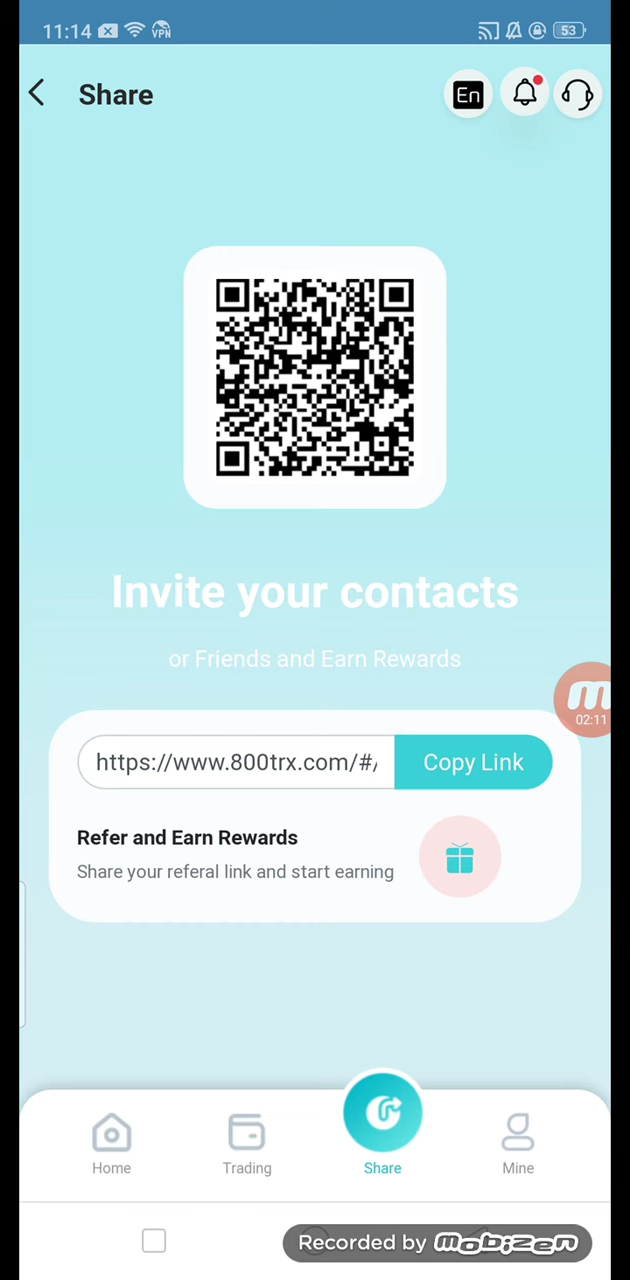 11:14
VPN
53
Share
En
Invite your contacts
or Friends and Earn Rewards
02:11
https://www.800trx.com/#/
Copy Link
Refer and Earn Rewards
Share your referal link and start earning
Home
Trading
Share
Mine
Recorded by mobizen